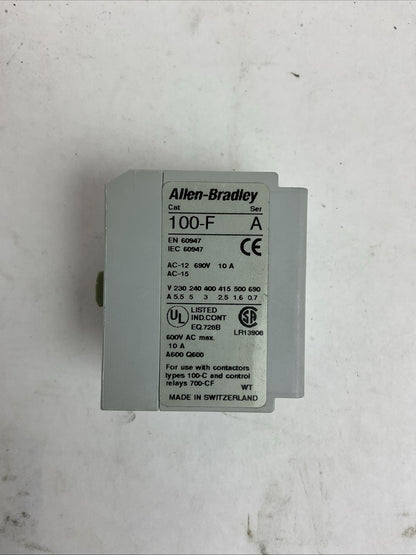 Allen-Bradley
Cat Ser
100-F A
EN 60947
IEC 60947
CE
AC-12 690V 10 A
AC-15
V 230 240 400 415 500 690
A 5.5 5 3 2.5 1.6 0.7
UL LISTED
IND.CONT
EQ.728B
SA
LR13908
600V AC max.
10 A
A600 Q600
For use with contactors
types 100-C and control
relays 700-CF
WT
MADE IN SWITZERLAND